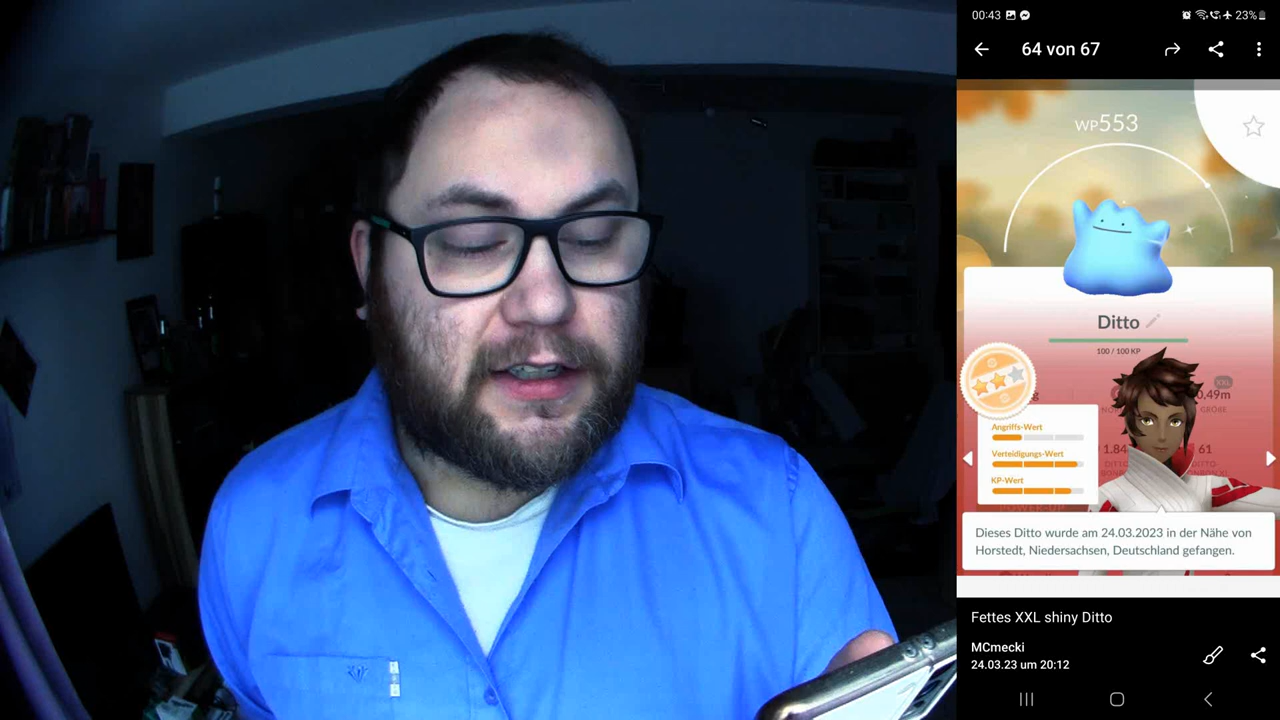 00:43
23%
64 von 67
WP553
Ditto
100 / 100 KP
XXL
0,49m
GRÖßE
Angriffs-Wert
1.84
61
Verteidigungs-Wert
KP-Wert
Dieses Ditto wurde am 24.03.2023 in der Nähe von
Horstedt, Niedersachsen, Deutschland gefangen.
Fettes XXL shiny Ditto
MCmecki
24.03.23 um 20:12